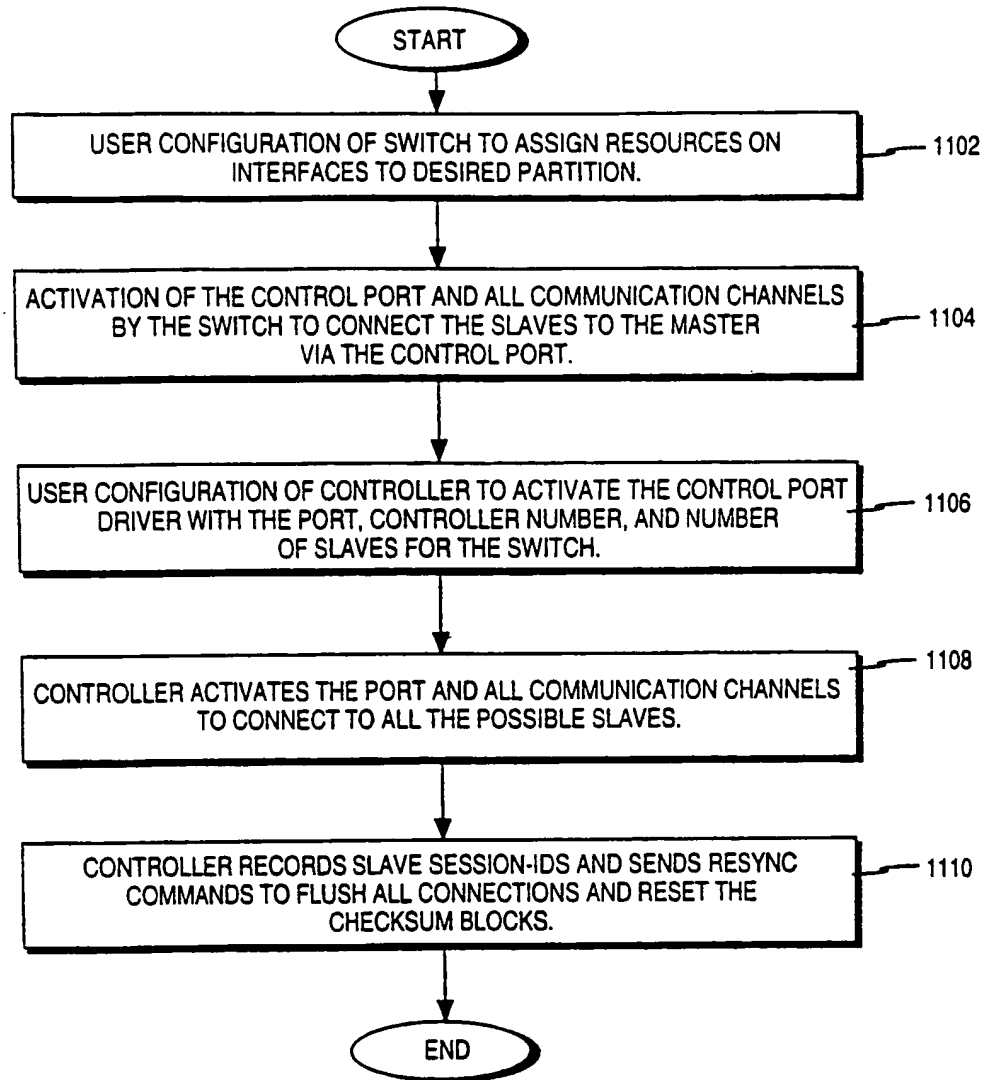 START
USER CONFIGURATION OF SWITCH TO ASSIGN RESOURCES ON
INTERFACES TO DESIRED PARTITION.
1102
ACTIVATION OF THE CONTROL PORT AND ALL COMMUNICATION CHANNELS
BY THE SWITCH TO CONNECT THE SLAVES TO THE MASTER
VIA THE CONTROL PORT.
1104
USER CONFIGURATION OF CONTROLLER TO ACTIVATE THE CONTROL PORT
DRIVER WITH THE PORT, CONTROLLER NUMBER, AND NUMBER
OF SLAVES FOR THE SWITCH.
1106
CONTROLLER ACTIVATES THE PORT AND ALL COMMUNICATION CHANNELS
TO CONNECT TO ALL THE POSSIBLE SLAVES.
1108
CONTROLLER RECORDS SLAVE SESSION-IDS AND SENDS RESYNC
COMMANDS TO FLUSH ALL CONNECTIONS AND RESET THE
CHECKSUM BLOCKS.
1110
END